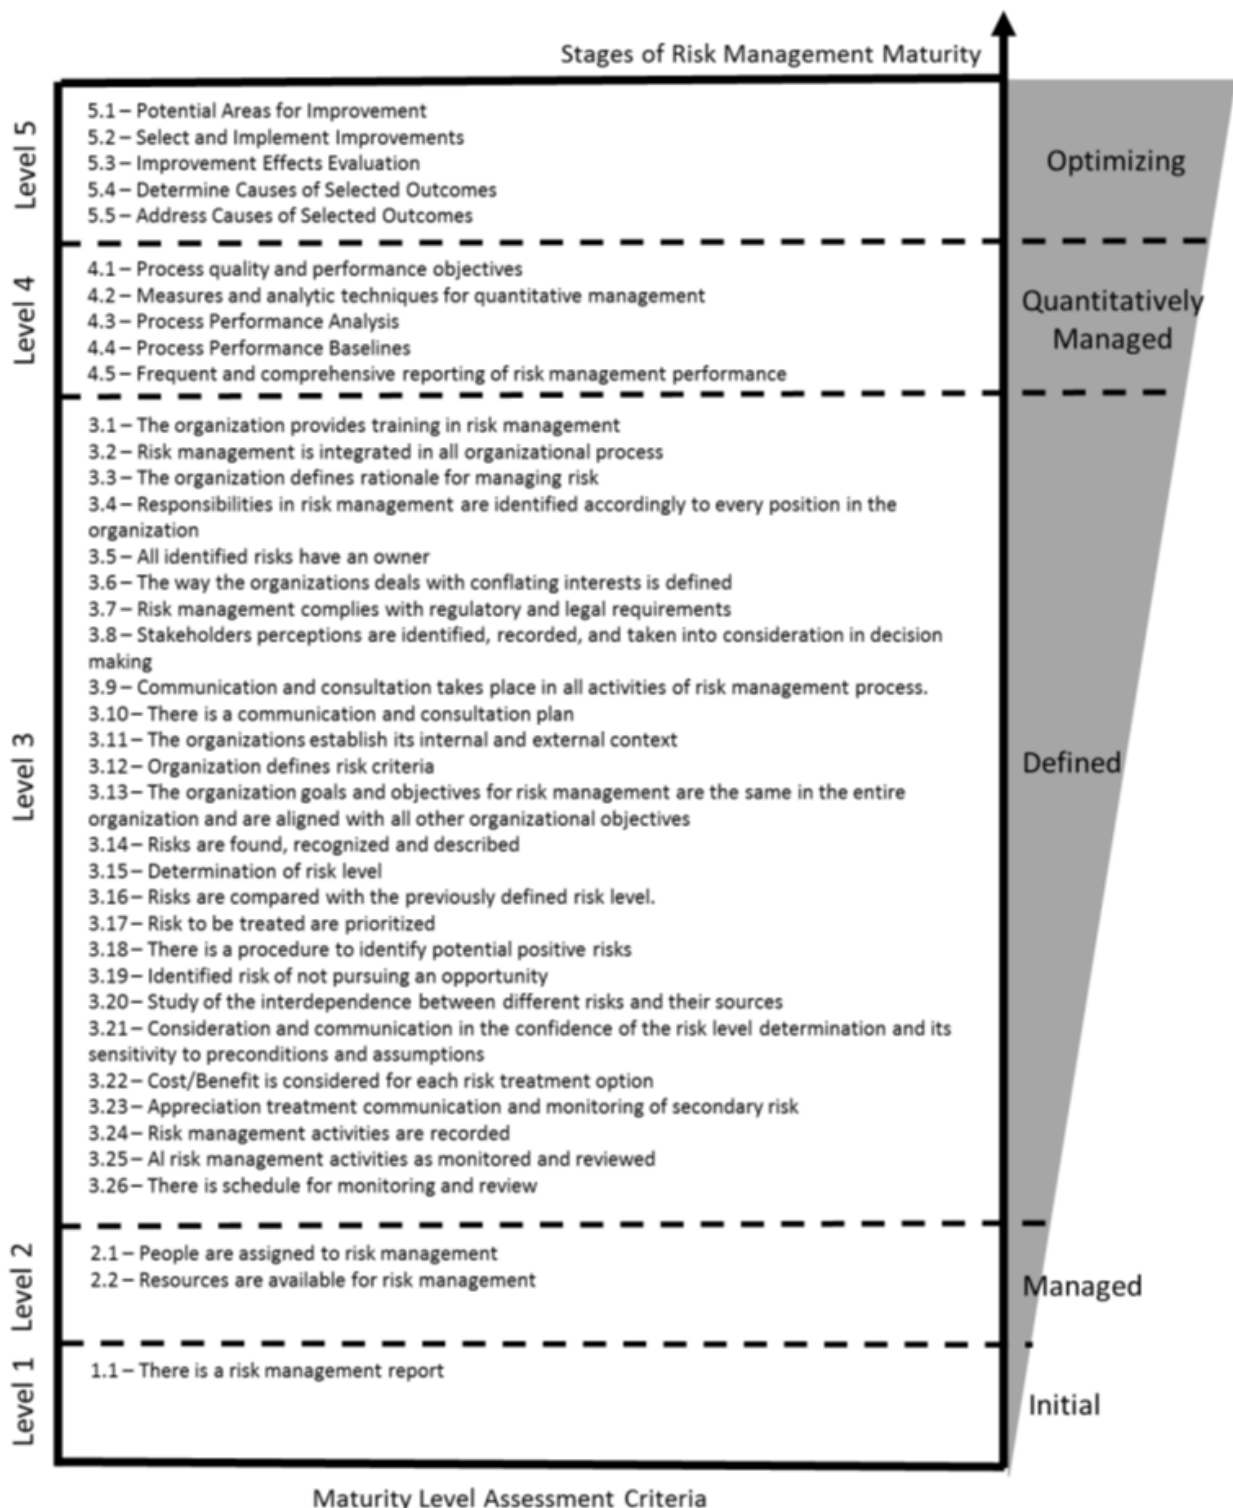 Stages of Risk Management Maturity
Level 5
5.1 – Potential Areas for Improvement
5.2 – Select and Implement Improvements
5.3 – Improvement Effects Evaluation
5.4 – Determine Causes of Selected Outcomes
5.5 – Address Causes of Selected Outcomes
Optimizing
Level 4
4.1 – Process quality and performance objectives
4.2 – Measures and analytic techniques for quantitative management
4.3 – Process Performance Analysis
4.4 – Process Performance Baselines
4.5 – Frequent and comprehensive reporting of risk management performance
Quantitatively
Managed
Level 3
3.1 – The organization provides training in risk management
3.2 – Risk management is integrated in all organizational process
3.3 – The organization defines rationale for managing risk
3.4 – Responsibilities in risk management are identified accordingly to every position in the
organization
3.5 – All identified risks have an owner
3.6 – The way the organizations deals with conflating interests is defined
3.7 – Risk management complies with regulatory and legal requirements
3.8 – Stakeholders perceptions are identified, recorded, and taken into consideration in decision
making
3.9 – Communication and consultation takes place in all activities of risk management process.
3.10 – There is a communication and consultation plan
3.11 – The organizations establish its internal and external context
3.12 – Organization defines risk criteria
3.13 – The organization goals and objectives for risk management are the same in the entire
organization and are aligned with all other organizational objectives
3.14 – Risks are found, recognized and described
3.15 – Determination of risk level
3.16 – Risks are compared with the previously defined risk level.
3.17 – Risk to be treated are prioritized
3.18 – There is a procedure to identify potential positive risks
3.19 – Identified risk of not pursuing an opportunity
3.20 – Study of the interdependence between different risks and their sources
3.21 – Consideration and communication in the confidence of the risk level determination and its
sensitivity to preconditions and assumptions
3.22 – Cost/Benefit is considered for each risk treatment option
3.23 – Appreciation treatment communication and monitoring of secondary risk
3.24 – Risk management activities are recorded
3.25 – Al risk management activities as monitored and reviewed
3.26 – There is schedule for monitoring and review
Defined
Level 2
2.1 – People are assigned to risk management
2.2 – Resources are available for risk management
Managed
Level 1
1.1 – There is a risk management report
Initial
Maturity Level Assessment Criteria